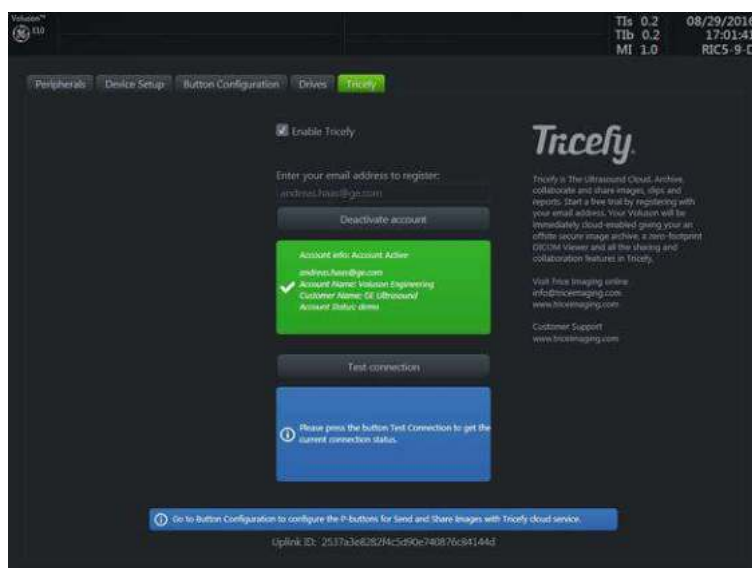 Voluson™
E10
TIs 0.2
TIb 0.2
MI 1.0
08/29/2016
17:01:41
RIC5-9-D
Peripherals
Device Setup
Button Configuration
Drives
Tricefy
Enable Tricefy
Enter your email address to register:
andreas.haas@ge.com
Deactivate account
Account info: Account Active
andreas.haas@ge.com
Account Name: Voluson Engineering
Customer Name: GE Ultrasound
Account Status: demo
Test connection
Please press the button Test Connection to get the
current connection status.
Tricefy.
Tricefy is The Ultrasound Cloud. Archive,
collaborate and share images, clips and
reports. Start a free trial by registering with
your email address. Your Voluson will be
immediately cloud-enabled giving your an
offsite secure image archive, a zero-footprint
DICOM Viewer and all the sharing and
collaboration features in Tricefy.
Visit Trice Imaging online
info@triceimaging.com
www.triceimaging.com
Customer Support
www.triceimaging.com
Go to Button Configuration to configure the P-buttons for Send and Share Images with Tricefy cloud service.
Uplink ID: